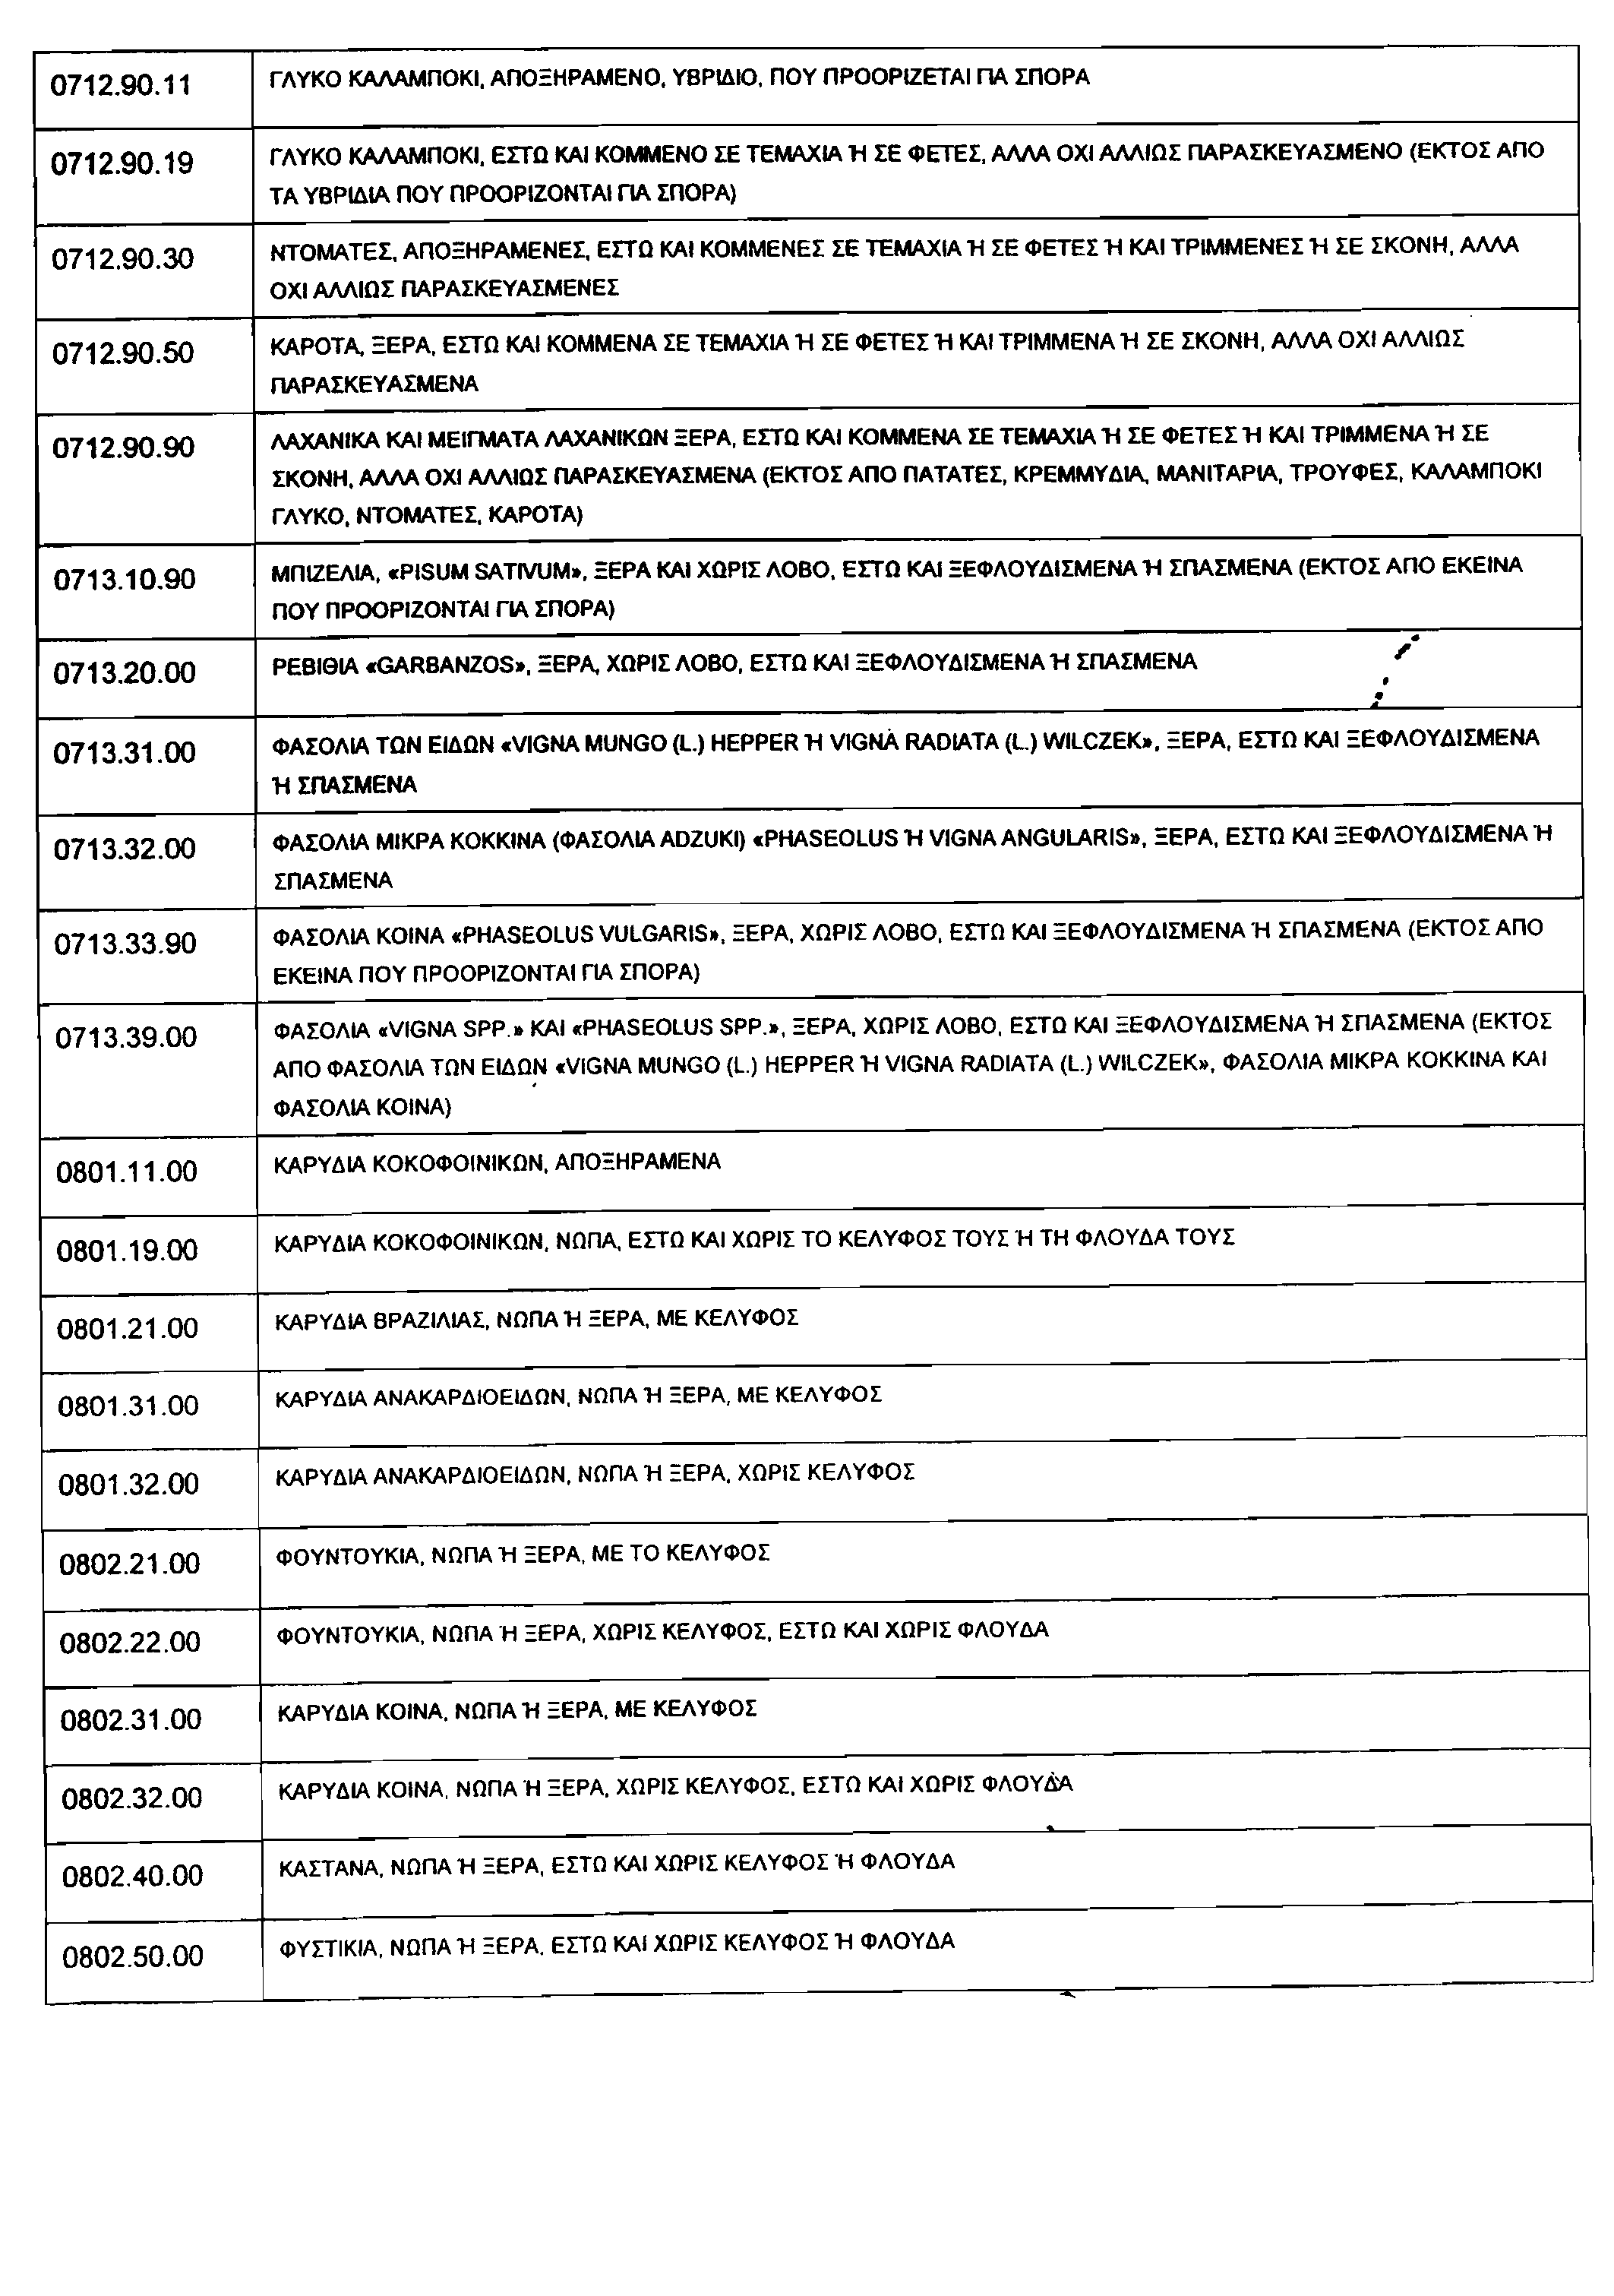 0712.90.11 ΓΛΥΚΟ ΚΑΛΑΜΠΟΚΙ, ΑΠΟΞΗΡΑΜΕΝΟ, ΥΒΡΙΔΙΟ, ΠΟΥ ΠΡΟΟΡΙΖΕΤΑΙ ΓΙΑ ΣΠΟΡΑ
0712.90.19 ΓΛΥΚΟ ΚΑΛΑΜΠΟΚΙ, ΕΣΤΩ ΚΑΙ ΚΟΜΜΕΝΟ ΣΕ ΤΕΜΑΧΙΑ Ή ΣΕ ΦΕΤΕΣ, ΑΛΛΑ ΟΧΙ ΑΛΛΙΩΣ ΠΑΡΑΣΚΕΥΑΣΜΕΝΟ (ΕΚΤΟΣ ΑΠΟ
ΤΑ ΥΒΡΙΔΙΑ ΠΟΥ ΠΡΟΟΡΙΖΟΝΤΑΙ ΓΙΑ ΣΠΟΡΑ)
0712.90.30 ΝΤΟΜΑΤΕΣ, ΑΠΟΞΗΡΑΜΕΝΕΣ, ΕΣΤΩ ΚΑΙ ΚΟΜΜΕΝΕΣ ΣΕ ΤΕΜΑΧΙΑ Ή ΣΕ ΦΕΤΕΣ Ή ΚΑΙ ΤΡΙΜΜΕΝΕΣ Ή ΣΕ ΣΚΟΝΗ, ΑΛΛΑ
ΟΧΙ ΑΛΛΙΩΣ ΠΑΡΑΣΚΕΥΑΣΜΕΝΕΣ
0712.90.50 ΚΑΡΟΤΑ, ΞΕΡΑ, ΕΣΤΩ ΚΑΙ ΚΟΜΜΕΝΑ ΣΕ ΤΕΜΑΧΙΑ Ή ΣΕ ΦΕΤΕΣ Ή ΚΑΙ ΤΡΙΜΜΕΝΑ Ή ΣΕ ΣΚΟΝΗ, ΑΛΛΑ ΟΧΙ ΑΛΛΙΩΣ
ΠΑΡΑΣΚΕΥΑΣΜΕΝΑ
0712.90.90 ΛΑΧΑΝΙΚΑ ΚΑΙ ΜΕΙΓΜΑΤΑ ΛΑΧΑΝΙΚΩΝ ΞΕΡΑ, ΕΣΤΩ ΚΑΙ ΚΟΜΜΕΝΑ ΣΕ ΤΕΜΑΧΙΑ Ή ΣΕ ΦΕΤΕΣ Ή ΚΑΙ ΤΡΙΜΜΕΝΑ Ή ΣΕ
ΣΚΟΝΗ, ΑΛΛΑ ΟΧΙ ΑΛΛΙΩΣ ΠΑΡΑΣΚΕΥΑΣΜΕΝΑ (ΕΚΤΟΣ ΑΠΟ ΠΑΤΑΤΕΣ, ΚΡΕΜΜΥΔΙΑ, ΜΑΝΙΤΑΡΙΑ, ΤΡΟΥΦΕΣ, ΚΑΛΑΜΠΟΚΙ
ΓΛΥΚΟ, ΝΤΟΜΑΤΕΣ, ΚΑΡΟΤΑ)
0713.10.90 ΜΠΙΖΕΛΙΑ, «PISUM SATIVUM», ΞΕΡΑ ΚΑΙ ΧΩΡΙΣ ΛΟΒΟ, ΕΣΤΩ ΚΑΙ ΞΕΦΛΟΥΔΙΣΜΕΝΑ Ή ΣΠΑΣΜΕΝΑ (ΕΚΤΟΣ ΑΠΟ ΕΚΕΙΝΑ
ΠΟΥ ΠΡΟΟΡΙΖΟΝΤΑΙ ΓΙΑ ΣΠΟΡΑ)
0713.20.00 ΡΕΒΙΘΙΑ «GARBANZOS», ΞΕΡΑ, ΧΩΡΙΣ ΛΟΒΟ, ΕΣΤΩ ΚΑΙ ΞΕΦΛΟΥΔΙΣΜΕΝΑ Ή ΣΠΑΣΜΕΝΑ
0713.31.00 ΦΑΣΟΛΙΑ ΤΩΝ ΕΙΔΩΝ «VIGNA MUNGO (L.) HEPPER Ή VIGNA RADIATA (L.) WILCZEK», ΞΕΡΑ, ΕΣΤΩ ΚΑΙ ΞΕΦΛΟΥΔΙΣΜΕΝΑ
Ή ΣΠΑΣΜΕΝΑ
0713.32.00 ΦΑΣΟΛΙΑ ΜΙΚΡΑ ΚΟΚΚΙΝΑ (ΦΑΣΟΛΙΑ ADZUKI) «PHASEOLUS Ή VIGNA ANGULARIS», ΞΕΡΑ, ΕΣΤΩ ΚΑΙ ΞΕΦΛΟΥΔΙΣΜΕΝΑ Ή
ΣΠΑΣΜΕΝΑ
0713.33.90 ΦΑΣΟΛΙΑ ΚΟΙΝΑ «PHASEOLUS VULGARIS», ΞΕΡΑ, ΧΩΡΙΣ ΛΟΒΟ, ΕΣΤΩ ΚΑΙ ΞΕΦΛΟΥΔΙΣΜΕΝΑ Ή ΣΠΑΣΜΕΝΑ (ΕΚΤΟΣ ΑΠΟ
ΕΚΕΙΝΑ ΠΟΥ ΠΡΟΟΡΙΖΟΝΤΑΙ ΓΙΑ ΣΠΟΡΑ)
0713.39.00 ΦΑΣΟΛΙΑ «VIGNA SPP.» ΚΑΙ «PHASEOLUS SPP.», ΞΕΡΑ, ΧΩΡΙΣ ΛΟΒΟ, ΕΣΤΩ ΚΑΙ ΞΕΦΛΟΥΔΙΣΜΕΝΑ Ή ΣΠΑΣΜΕΝΑ (ΕΚΤΟΣ
ΑΠΟ ΦΑΣΟΛΙΑ ΤΩΝ ΕΙΔΩΝ «VIGNA MUNGO (L.) HEPPER Ή VIGNA RADIATA (L.) WILCZEK», ΦΑΣΟΛΙΑ ΜΙΚΡΑ ΚΟΚΚΙΝΑ ΚΑΙ
ΦΑΣΟΛΙΑ ΚΟΙΝΑ)
0801.11.00 ΚΑΡΥΔΙΑ ΚΟΚΟΦΟΙΝΙΚΩΝ, ΑΠΟΞΗΡΑΜΕΝΑ
0801.19.00 ΚΑΡΥΔΙΑ ΚΟΚΟΦΟΙΝΙΚΩΝ, ΝΩΠΑ, ΕΣΤΩ ΚΑΙ ΧΩΡΙΣ ΤΟ ΚΕΛΥΦΟΣ ΤΟΥΣ Ή ΤΗ ΦΛΟΥΔΑ ΤΟΥΣ
0801.21.00 ΚΑΡΥΔΙΑ ΒΡΑΖΙΛΙΑΣ, ΝΩΠΑ Ή ΞΕΡΑ, ΜΕ ΚΕΛΥΦΟΣ
0801.31.00 ΚΑΡΥΔΙΑ ΑΝΑΚΑΡΔΙΟΕΙΔΩΝ, ΝΩΠΑ Ή ΞΕΡΑ, ΜΕ ΚΕΛΥΦΟΣ
0801.32.00 ΚΑΡΥΔΙΑ ΑΝΑΚΑΡΔΙΟΕΙΔΩΝ, ΝΩΠΑ Ή ΞΕΡΑ, ΧΩΡΙΣ ΚΕΛΥΦΟΣ
0802.21.00 ΦΟΥΝΤΟΥΚΙΑ, ΝΩΠΑ Ή ΞΕΡΑ, ΜΕ ΤΟ ΚΕΛΥΦΟΣ
0802.22.00 ΦΟΥΝΤΟΥΚΙΑ, ΝΩΠΑ Ή ΞΕΡΑ, ΧΩΡΙΣ ΚΕΛΥΦΟΣ, ΕΣΤΩ ΚΑΙ ΧΩΡΙΣ ΦΛΟΥΔΑ
0802.31.00 ΚΑΡΥΔΙΑ ΚΟΙΝΑ, ΝΩΠΑ Ή ΞΕΡΑ, ΜΕ ΚΕΛΥΦΟΣ
0802.32.00 ΚΑΡΥΔΙΑ ΚΟΙΝΑ, ΝΩΠΑ Ή ΞΕΡΑ, ΧΩΡΙΣ ΚΕΛΥΦΟΣ, ΕΣΤΩ ΚΑΙ ΧΩΡΙΣ ΦΛΟΥΔΑ
0802.40.00 ΚΑΣΤΑΝΑ, ΝΩΠΑ Ή ΞΕΡΑ, ΕΣΤΩ ΚΑΙ ΧΩΡΙΣ ΚΕΛΥΦΟΣ Ή ΦΛΟΥΔΑ
0802.50.00 ΦΥΣΤΙΚΙΑ, ΝΩΠΑ Ή ΞΕΡΑ, ΕΣΤΩ ΚΑΙ ΧΩΡΙΣ ΚΕΛΥΦΟΣ Ή ΦΛΟΥΔΑ